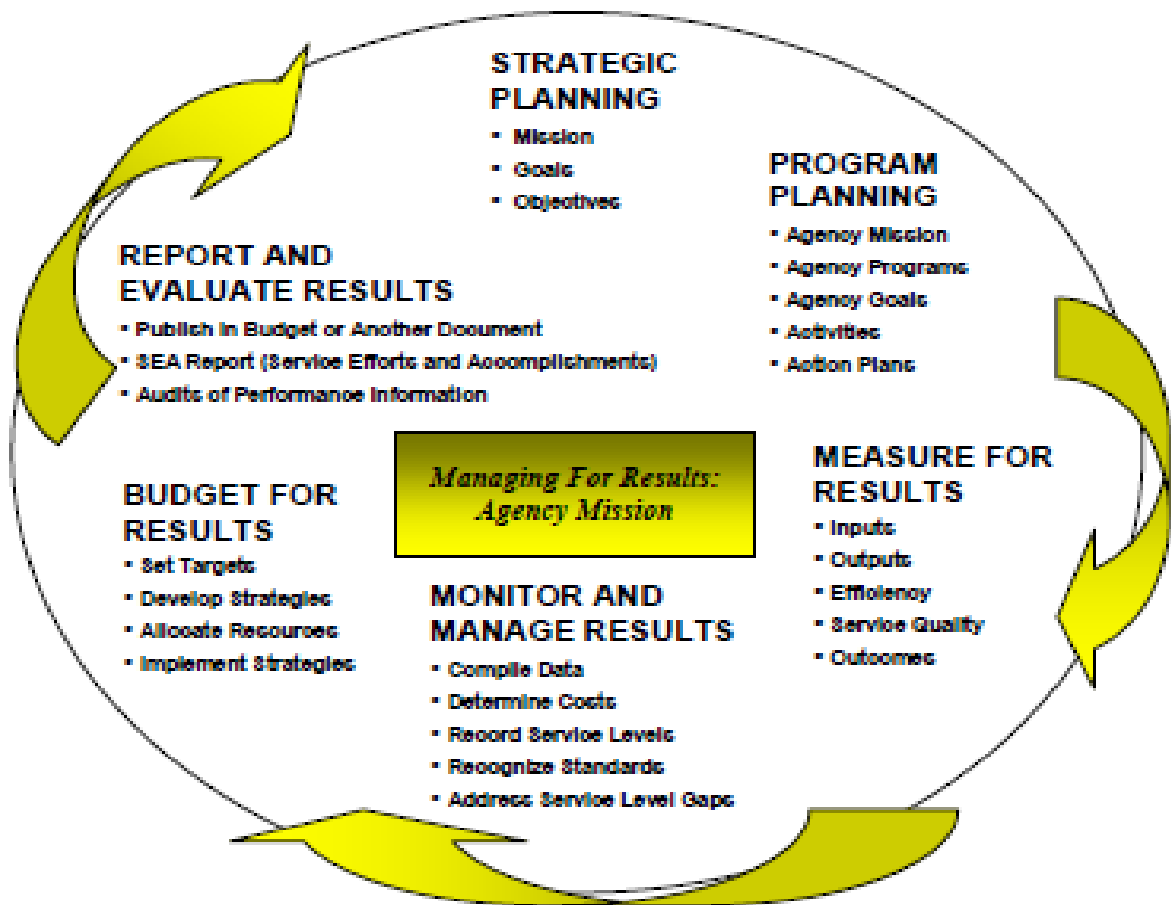 STRATEGIC
PLANNING
▪ Mission
▪ Goals
▪ Objectives
PROGRAM
PLANNING
▪ Agency Mission
▪ Agency Programs
▪ Agency Goals
▪ Activities
▪ Action Plans
MEASURE FOR
RESULTS
▪ Inputs
▪ Outputs
▪ Efficiency
▪ Service Quality
▪ Outcomes
MONITOR AND
MANAGE RESULTS
▪ Compile Data
▪ Determine Costs
▪ Record Service Levels
▪ Recognize Standards
▪ Address Service Level Gaps
BUDGET FOR
RESULTS
▪ Set Targets
▪ Develop Strategies
▪ Allocate Resources
▪ Implement Strategies
REPORT AND
EVALUATE RESULTS
▪ Publish in Budget or Another Document
▪ SEA Report (Service Efforts and Accomplishments)
▪ Audits of Performance Information
Managing For Results:
Agency Mission